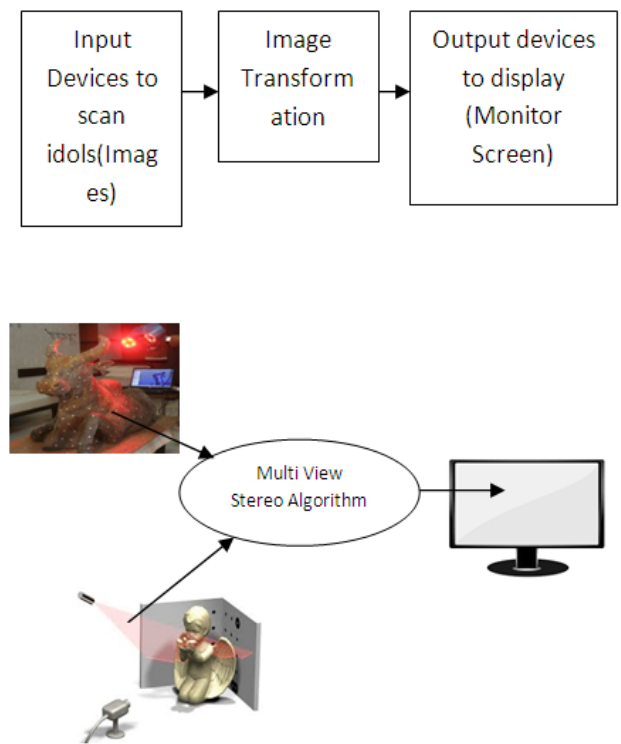 Input
Devices to
scan
idols(Imag
es)
Image
Transform
ation
Output devices
to display
(Monitor
Screen)
Multi View
Stereo Algorithm